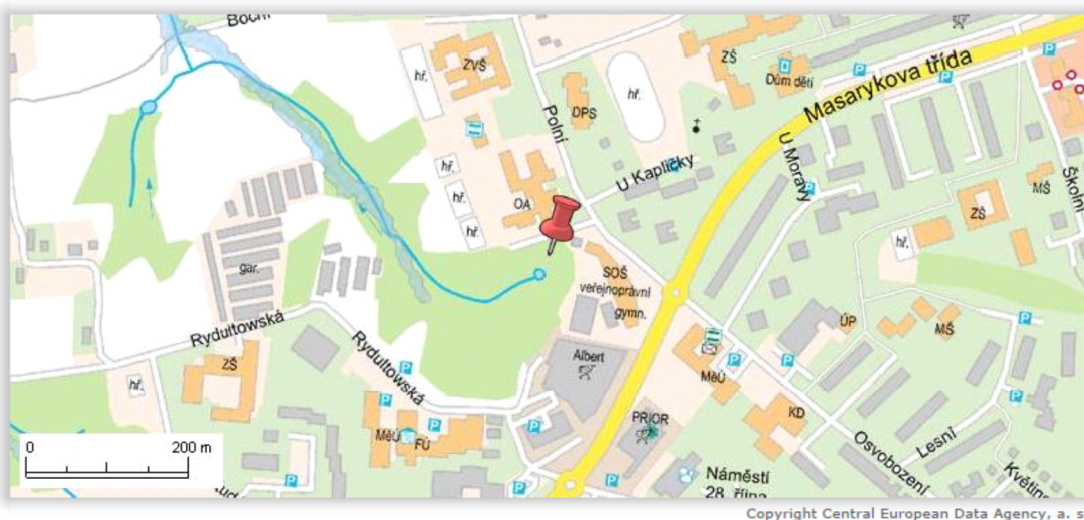 Boční
ZVŠ
hř.
Polní
DPS
hř.
ZŠ
Dům dětí
Masarykova třída
U Kapličky
U Moravy
Školní
MŠ
ZŠ
hř.
hř.
hř.
hř.
OA
gar.
SOŠ
veřejnoprávní
gymn.
Rydultowská
ZŠ
hř.
Rydultowská
Albert
MěÚ
ÚP
MŠ
KD
PRIOR
MěÚ
FÚ
Osvobození
Lesní
Náměstí
28. října
0
200 m
Copyright Central European Data Agency, a. s